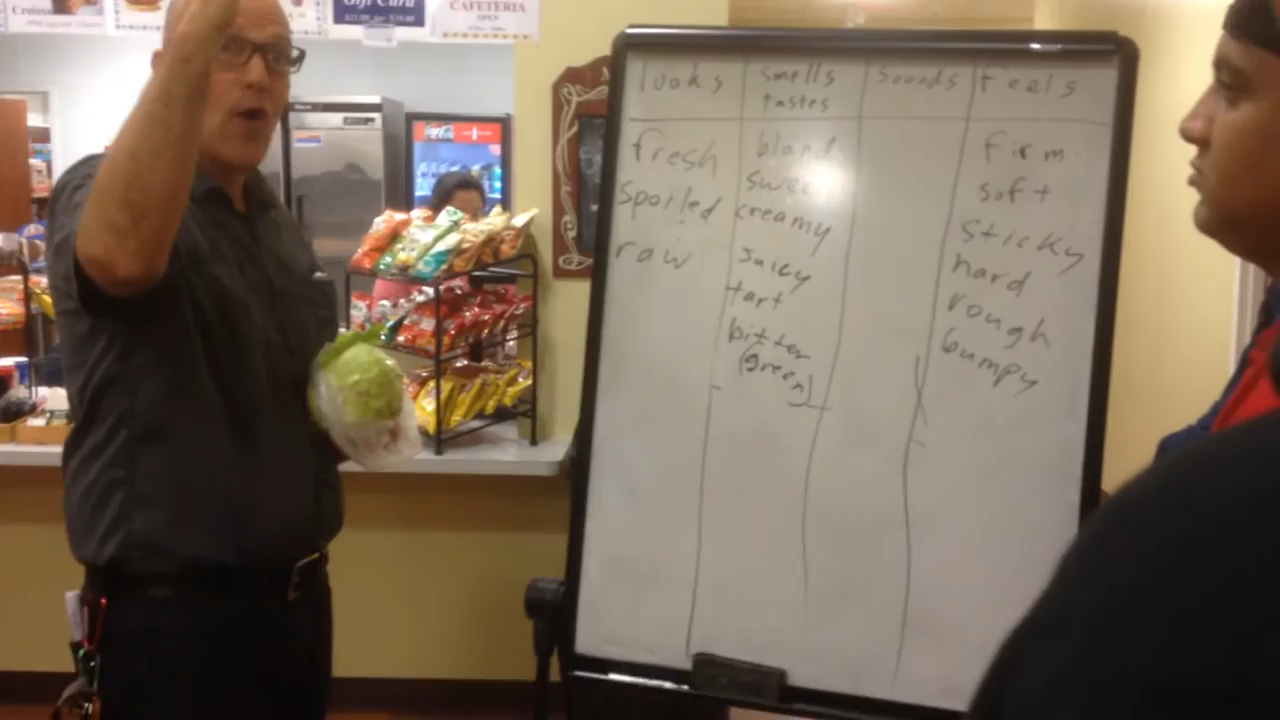 Gift Card
CAFETERIA
OPEN
looks
smells
tastes
Sounds
feels
fresh
spoiled
raw
bland
sweet
creamy
Juicy
tart
bitter
(green)
firm
soft
sticky
hard
rough
bumpy